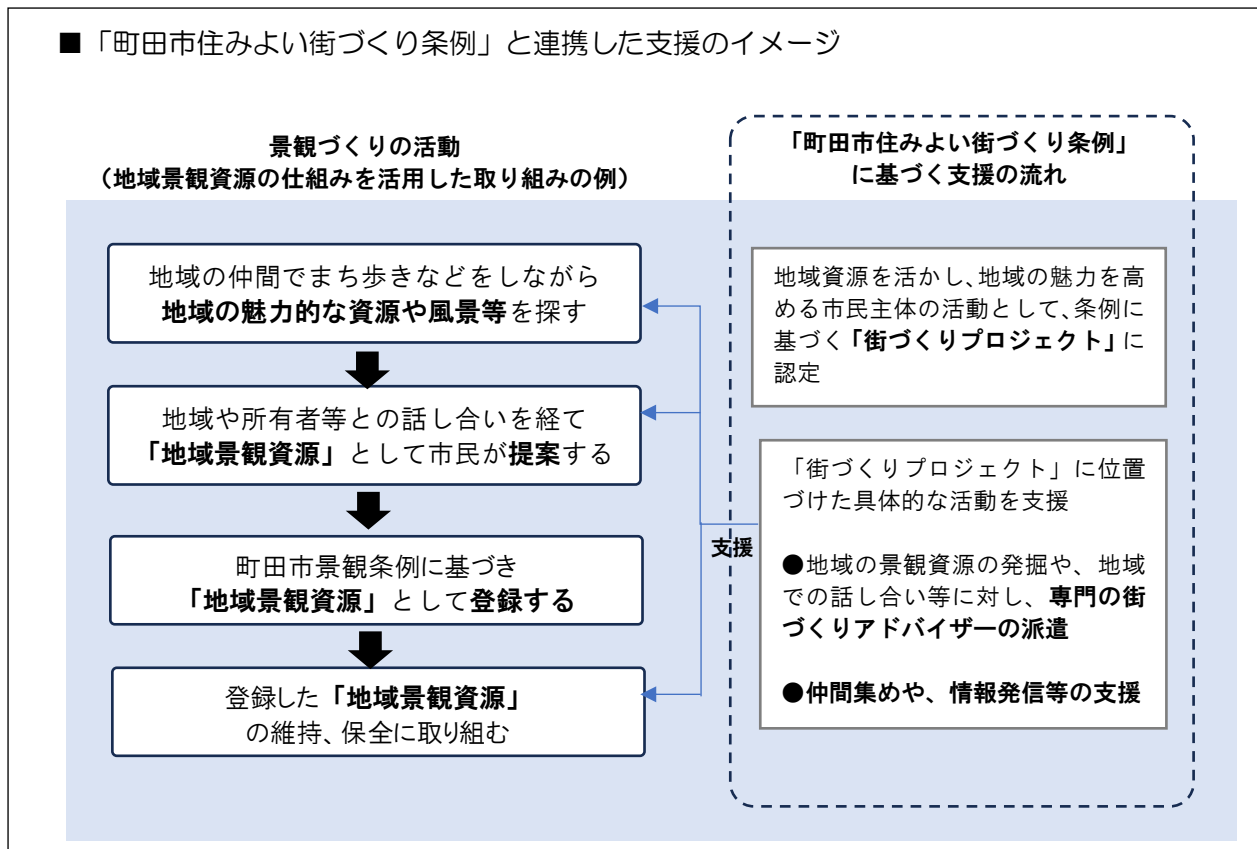 ■「町田市住みよい街づくり条例」と連携した支援のイメージ
景観づくりの活動
（地域景観資源の仕組みを活用した取り組みの例）
地域の仲間でまち歩きなどをしながら
地域の魅力的な資源や風景等を探す
地域や所有者等との話し合いを経て
「地域景観資源」として市民が提案する
町田市景観条例に基づき
「地域景観資源」として登録する
登録した「地域景観資源」
の維持、保全に取り組む
支援
「町田市住みよい街づくり条例」
に基づく支援の流れ
地域資源を活かし、地域の魅力を高
める市民主体の活動として、条例に
基づく「街づくりプロジェクト」に
認定
「街づくりプロジェクト」に位置
づけた具体的な活動を支援
●地域の景観資源の発掘や、地域
での話し合い等に対し、専門の街
づくりアドバイザーの派遣
●仲間集めや、情報発信等の支援